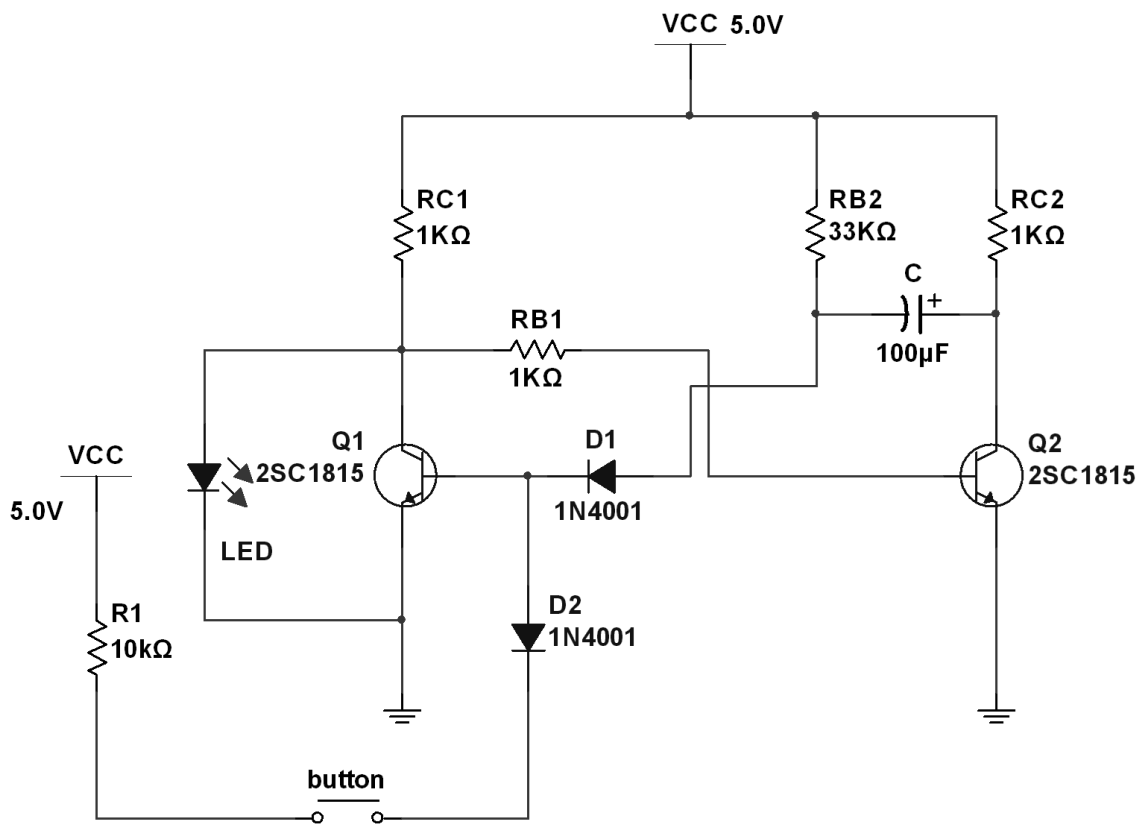 VCC 5.0V
RC1
1KΩ
RB2
33KΩ
RC2
1KΩ
C
+
100µF
RB1
1KΩ
Q1
2SC1815
D1
1N4001
Q2
2SC1815
VCC
5.0V
LED
R1
10kΩ
D2
1N4001
button